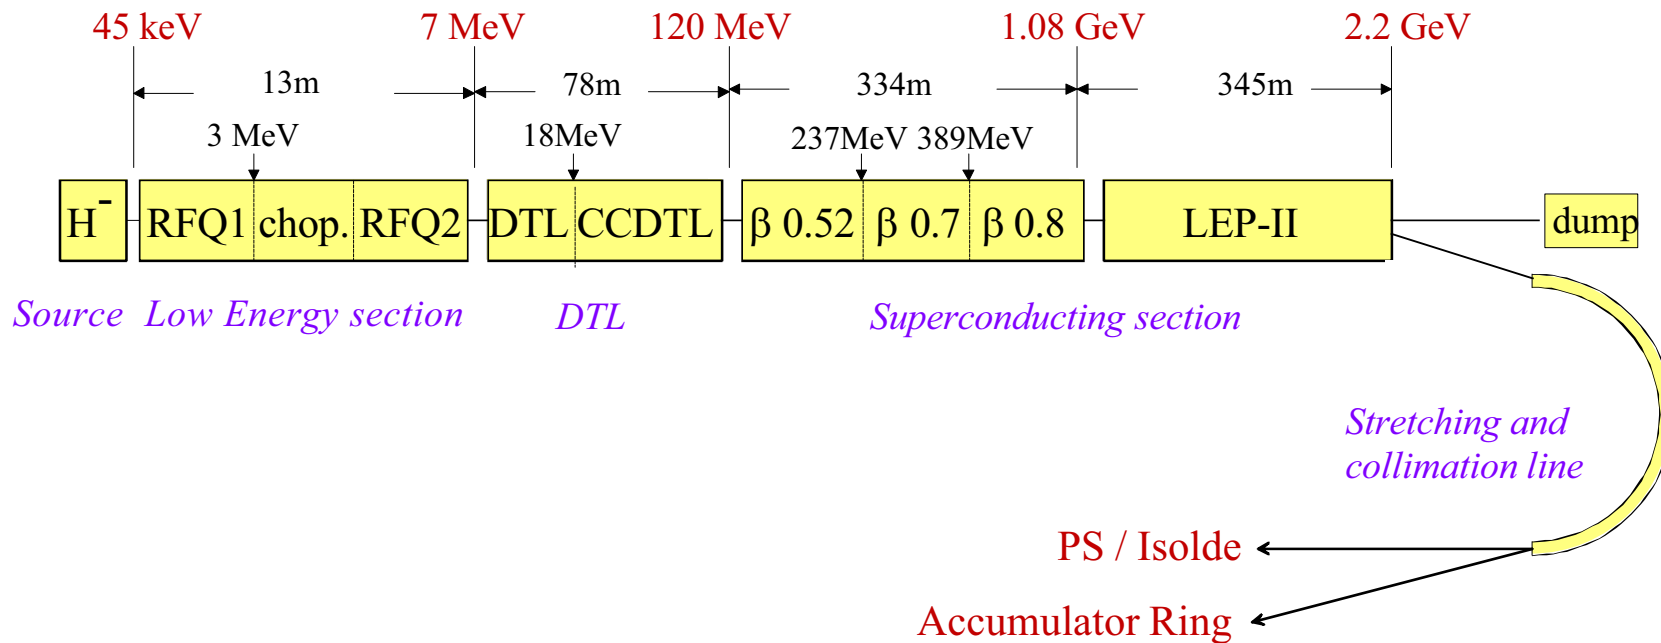 45 keV 7 MeV 120 MeV 1.08 GeV 2.2 GeV
13m 78m 334m 345m
3 MeV 18MeV 237MeV 389MeV
H⁻ RFQ1 chop. RFQ2 DTL CCDTL β 0.52 β 0.7 β 0.8 LEP-II dump
Source Low Energy section DTL Superconducting section
Stretching and
collimation line
PS / Isolde
Accumulator Ring